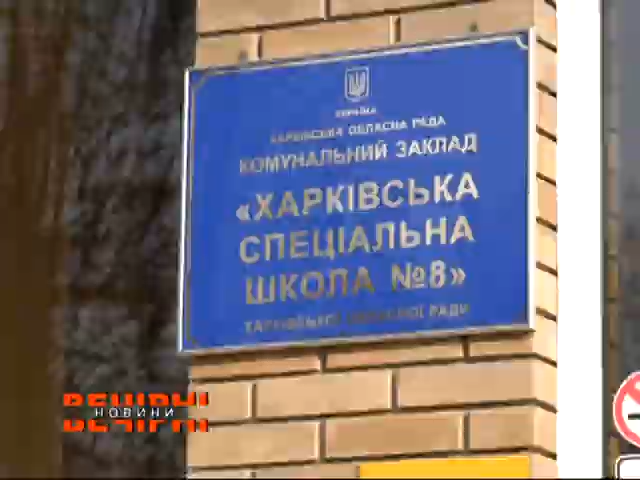 УКРАЇНА
ХАРКІВСЬКА ОБЛАСНА РАДА
КОМУНАЛЬНИЙ ЗАКЛАД
«ХАРКІВСЬКА
СПЕЦІАЛЬНА
ШКОЛА №8»
ХАРКІВСЬКОЇ ОБЛАСНОЇ РАДИ
ВЕЧІРНІ
НОВИНИ